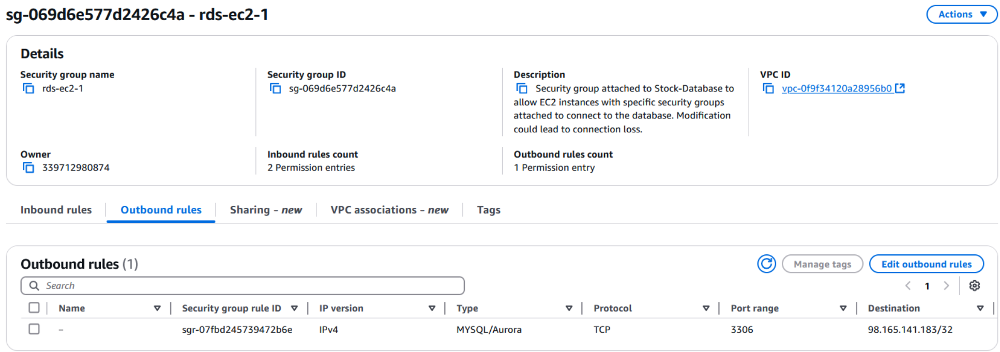 sg-069d6e577d2426c4a - rds-ec2-1
Actions
Details
Security group name
rds-ec2-1
Security group ID
sg-069d6e577d2426c4a
Description
Security group attached to Stock-Database to
allow EC2 instances with specific security groups
attached to connect to the database. Modification
could lead to connection loss.
VPC ID
vpc-0f9f34120a28956b0
Owner
339712980874
Inbound rules count
2 Permission entries
Outbound rules count
1 Permission entry
Inbound rules
Outbound rules
Sharing - new
VPC associations - new
Tags
Outbound rules (1)
Manage tags
Edit outbound rules
Search
1
Name
Security group rule ID
IP version
Type
Protocol
Port range
Destination
–
sgr-07fbd245739472b6e
IPv4
MYSQL/Aurora
TCP
3306
98.165.141.183/32